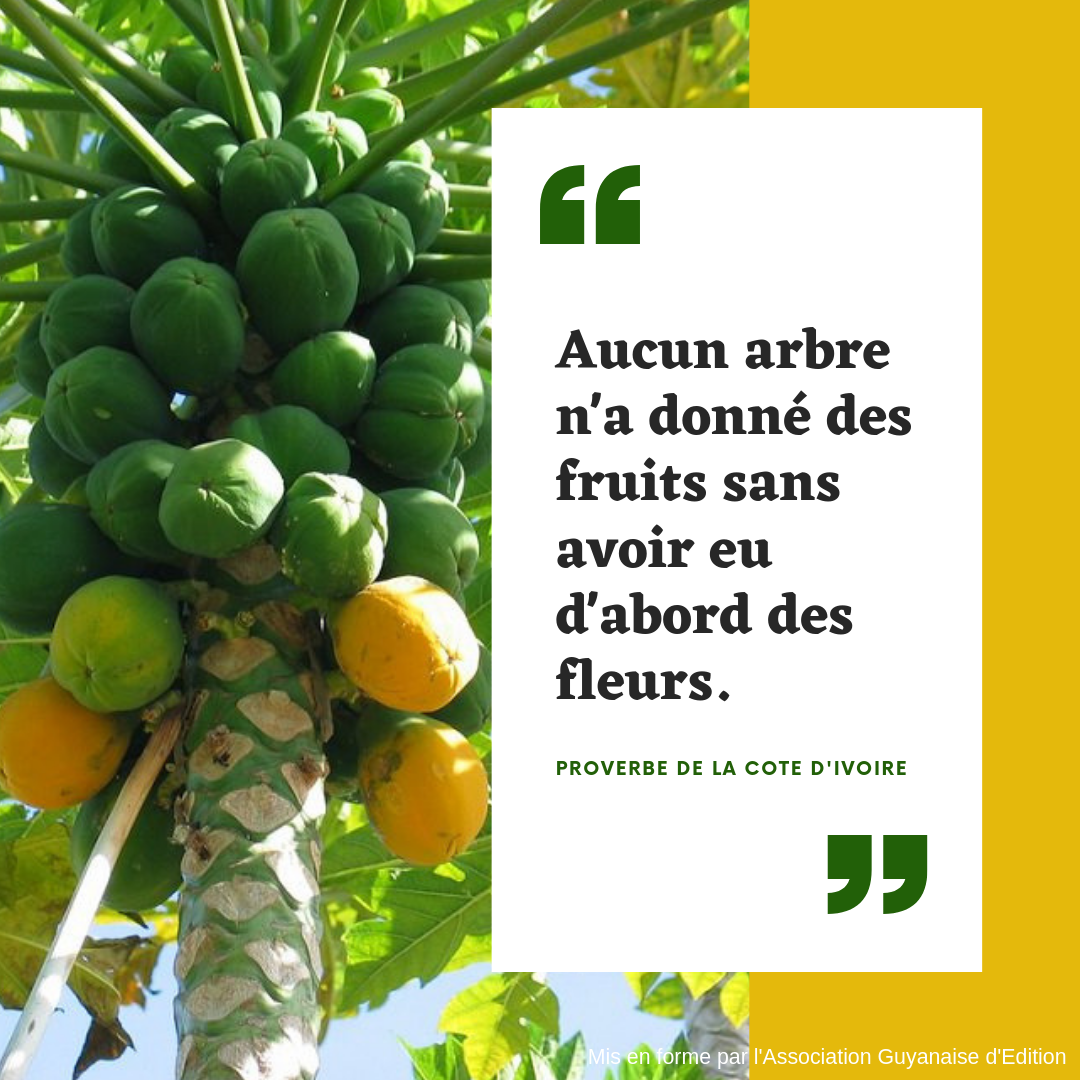 Aucun arbre
n'a donné des
fruits sans
avoir eu
d'abord des
fleurs.
PROVERBE DE LA COTE D'IVOIRE
Mis en forme par l'Association Guyanaise d'Edition